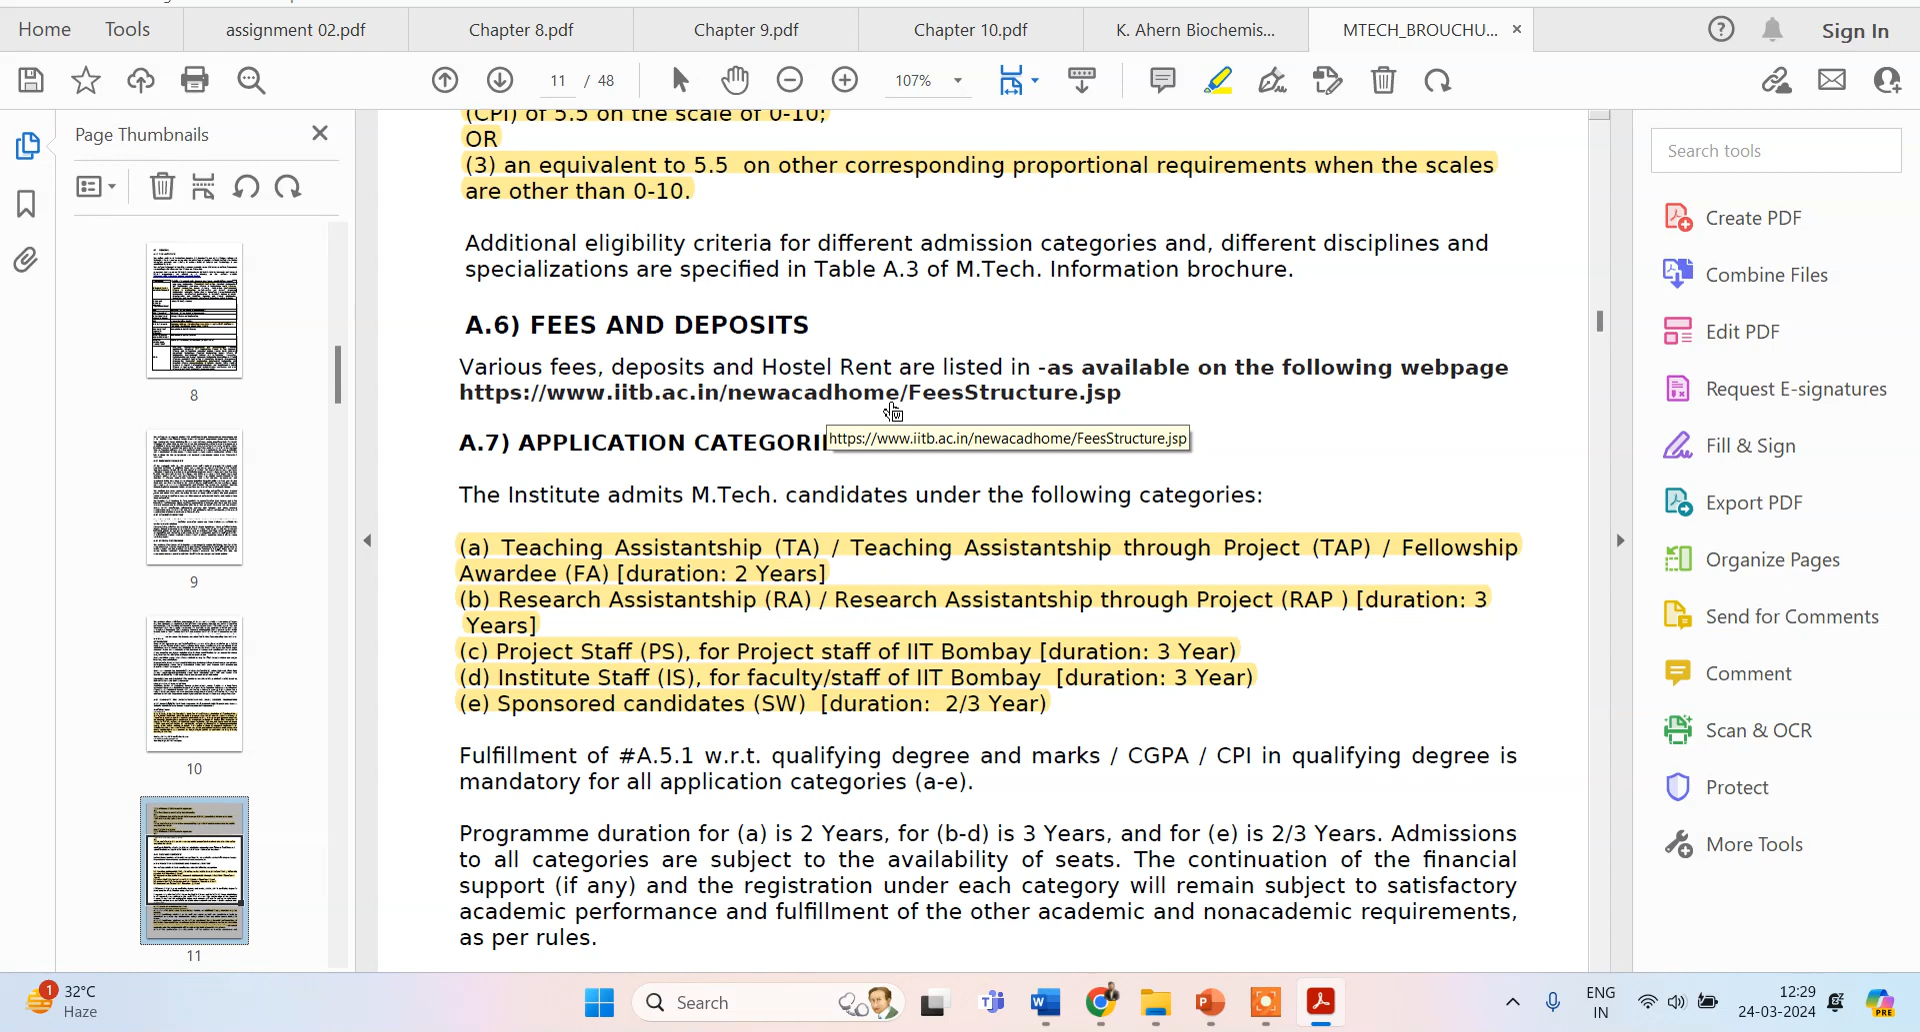 Home
Tools
assignment 02.pdf
Chapter 8.pdf
Chapter 9.pdf
Chapter 10.pdf
K. Ahern Biochemis...
MTECH_BROUCHU...
Sign In
11 / 48
107%
Page Thumbnails
8
9
10
11
(CPI) of 5.5 on the scale of 0-10;
OR
(3) an equivalent to 5.5 on other corresponding proportional requirements when the scales
are other than 0-10.
Additional eligibility criteria for different admission categories and, different disciplines and
specializations are specified in Table A.3 of M.Tech. Information brochure.
A.6) FEES AND DEPOSITS
Various fees, deposits and Hostel Rent are listed in -as available on the following webpage
https://www.iitb.ac.in/newacadhome/FeesStructure.jsp
https://www.iitb.ac.in/newacadhome/FeesStructure.jsp
A.7) APPLICATION CATEGORI
The Institute admits M.Tech. candidates under the following categories:
(a) Teaching Assistantship (TA) / Teaching Assistantship through Project (TAP) / Fellowship
Awardee (FA) [duration: 2 Years]
(b) Research Assistantship (RA) / Research Assistantship through Project (RAP ) [duration: 3
Years]
(c) Project Staff (PS), for Project staff of IIT Bombay [duration: 3 Year)
(d) Institute Staff (IS), for faculty/staff of IIT Bombay [duration: 3 Year)
(e) Sponsored candidates (SW) [duration: 2/3 Year)
Fulfillment of #A.5.1 w.r.t. qualifying degree and marks / CGPA / CPI in qualifying degree is
mandatory for all application categories (a-e).
Programme duration for (a) is 2 Years, for (b-d) is 3 Years, and for (e) is 2/3 Years. Admissions
to all categories are subject to the availability of seats. The continuation of the financial
support (if any) and the registration under each category will remain subject to satisfactory
academic performance and fulfillment of the other academic and nonacademic requirements,
as per rules.
Search tools
Create PDF
Combine Files
Edit PDF
Request E-signatures
Fill & Sign
Export PDF
Organize Pages
Send for Comments
Comment
Scan & OCR
Protect
More Tools
1
32°C
Haze
Search
ENG
IN
12:29
24-03-2024
PRE